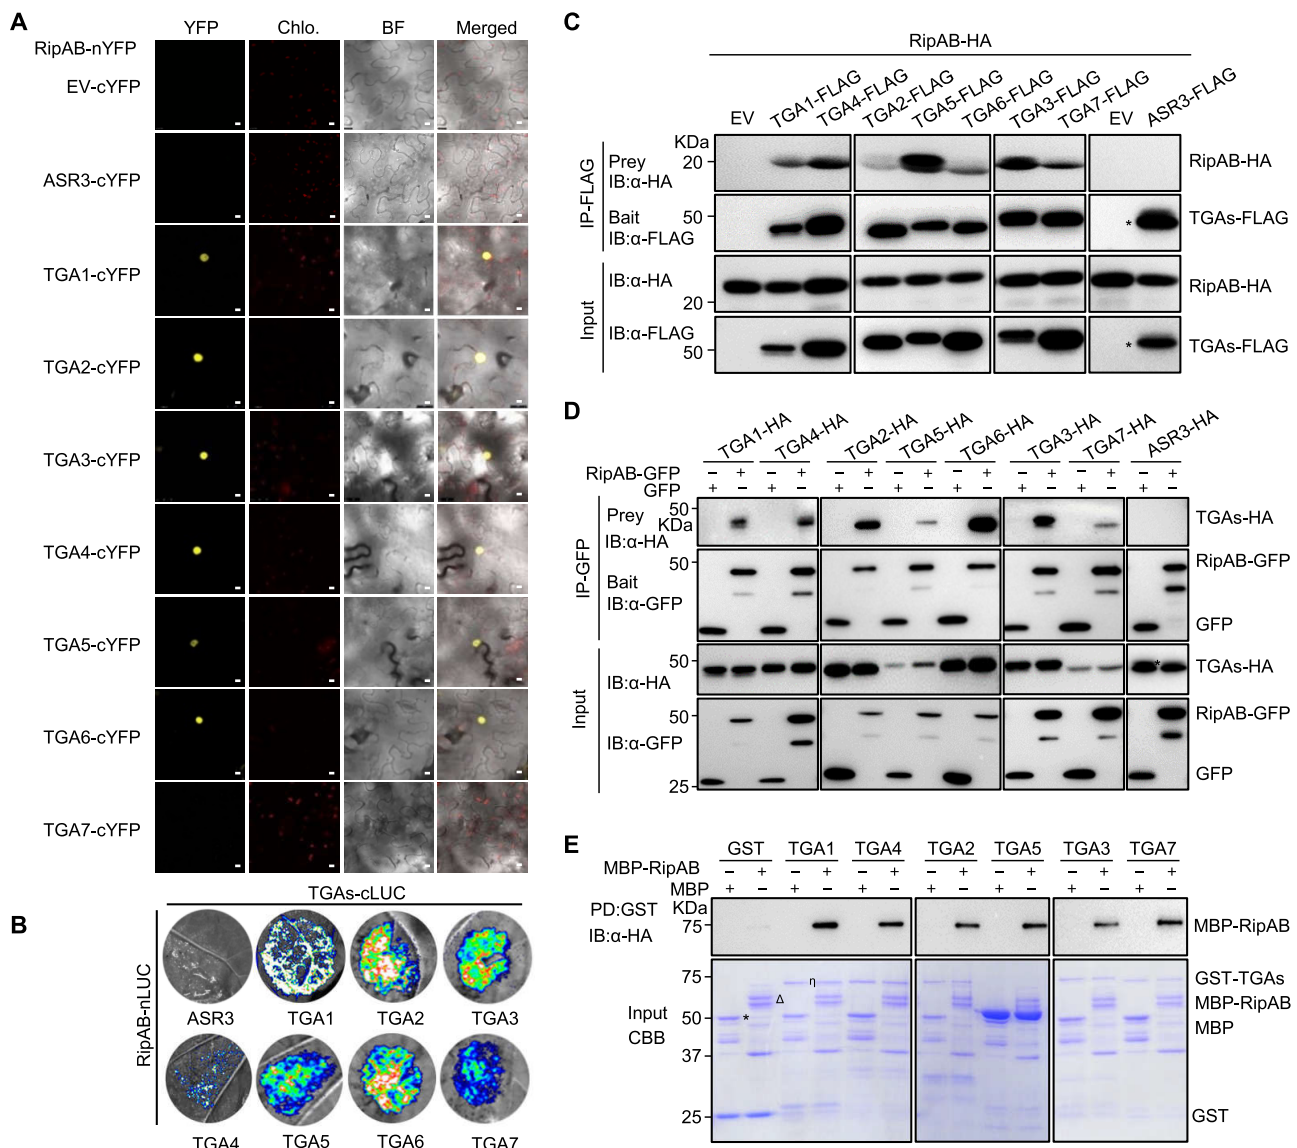 A
YFP Chlo. BF Merged
RipAB-nYFP
EV-cYFP
ASR3-cYFP
TGA1-cYFP
TGA2-cYFP
TGA3-cYFP
TGA4-cYFP
TGA5-cYFP
TGA6-cYFP
TGA7-cYFP
B
TGAs-cLUC
RipAB-nLUC
ASR3 TGA1 TGA2 TGA3
TGA4 TGA5 TGA6 TGA7
C
RipAB-HA
EV TGA1-FLAG TGA4-FLAG TGA2-FLAG TGA5-FLAG TGA6-FLAG TGA3-FLAG TGA7-FLAG EV ASR3-FLAG
KDa
IP-FLAG
Prey 20 RipAB-HA
IB:α-HA
Bait 50 * TGAs-FLAG
IB:α-FLAG
Input
IB:α-HA RipAB-HA
20
IB:α-FLAG
50 * TGAs-FLAG
D
TGA1-HA TGA4-HA TGA2-HA TGA5-HA TGA6-HA TGA3-HA TGA7-HA ASR3-HA
RipAB-GFP − + − + − + − + − + − + − + − +
GFP + − + − + − + − + − + − + − + −
IP-GFP
50
Prey KDa TGAs-HA
IB:α-HA
50 RipAB-GFP
Bait
IB:α-GFP
GFP
Input
50 * TGAs-HA
IB:α-HA
50 RipAB-GFP
IB:α-GFP
GFP
25
E
GST TGA1 TGA4 TGA2 TGA5 TGA3 TGA7
MBP-RipAB − + − + − + − + − + − + − +
MBP + − + − + − + − + − + − + −
PD:GST KDa
IB:α-HA 75 MBP-RipAB
75 η GST-TGAs
Δ MBP-RipAB
Input 50 * MBP
CBB
37
25 GST